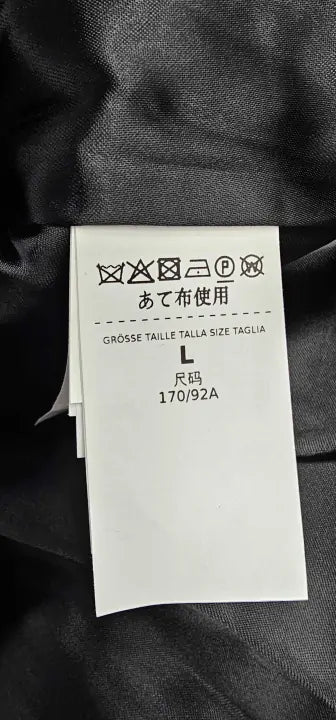 P W
あて布使用
GRÖSSE TAILLE TALLA SIZE TAGLIA
L
尺码
170/92A